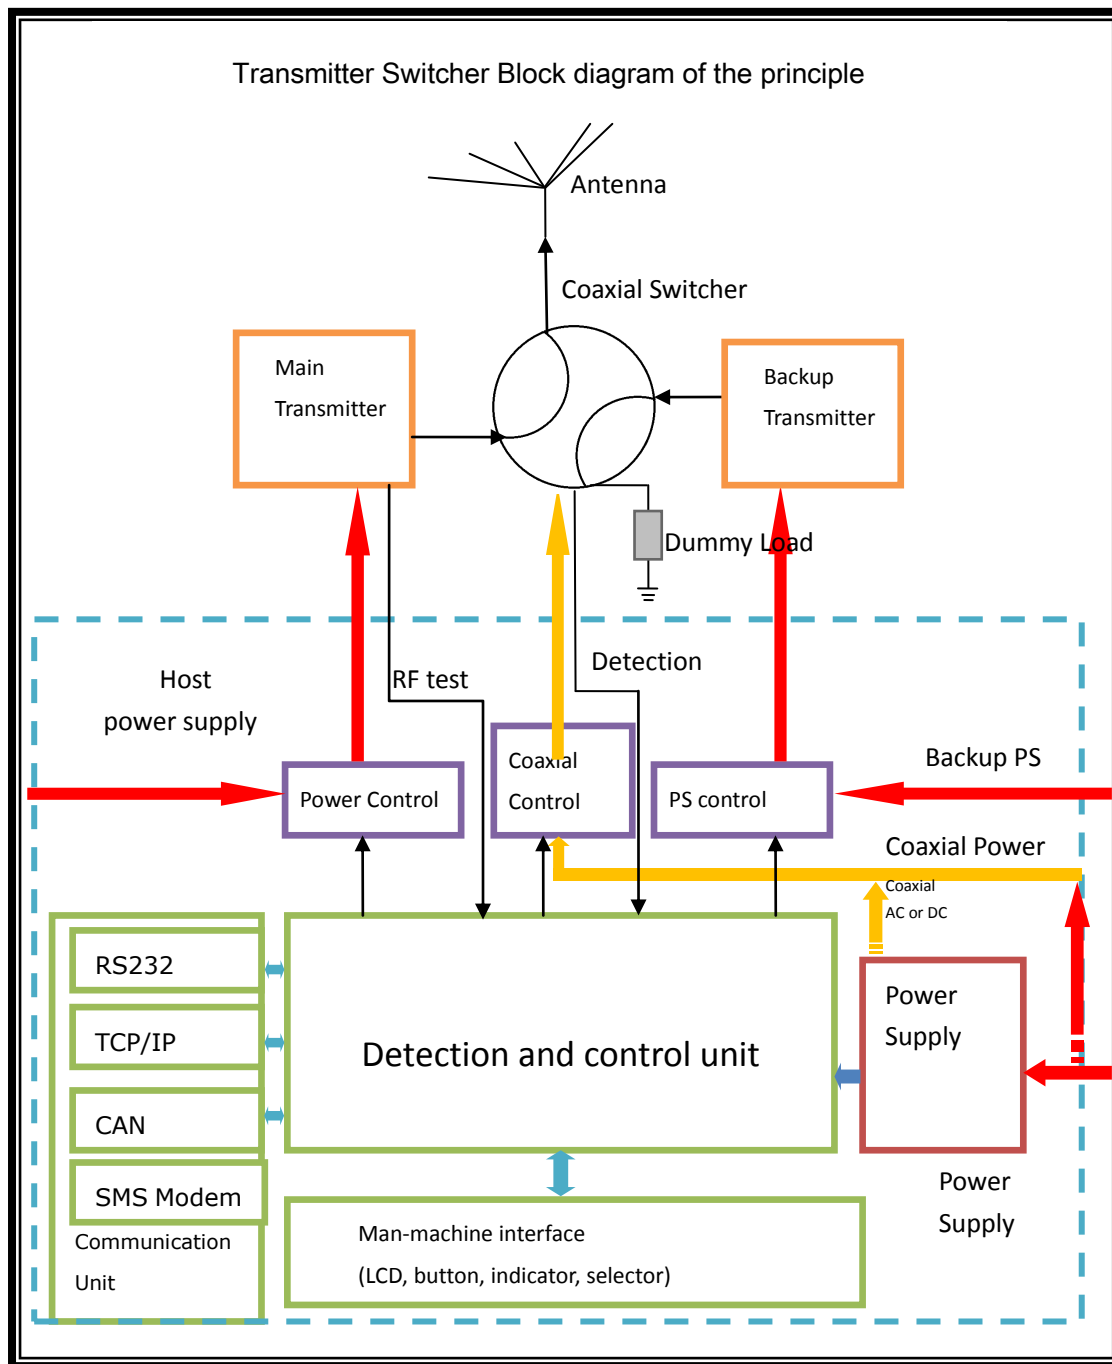 Transmitter Switcher Block diagram of the principle
Antenna
Coaxial Switcher
Main
Transmitter
Backup
Transmitter
Dummy Load
Host
power supply
RF test
Detection
Power Control
Coaxial
Control
PS control
Backup PS
Coaxial Power
Coaxial
AC or DC
RS232
TCP/IP
CAN
SMS Modem
Communication
Unit
Detection and control unit
Power
Supply
Power
Supply
Man-machine interface
(LCD, button, indicator, selector)